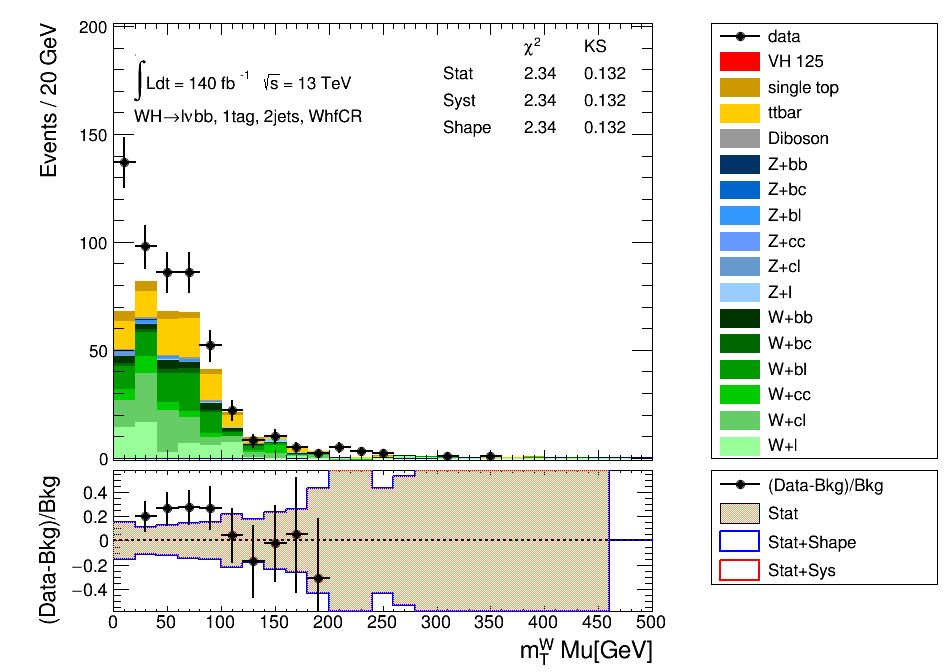 200
150
100
50
0
Events / 20 GeV
∫ Ldt = 140 fb⁻¹ √s = 13 TeV
WH→lνbb, 1tag, 2jets, WhfCR
χ² KS
Stat 2.34 0.132
Syst 2.34 0.132
Shape 2.34 0.132
data
VH 125
single top
ttbar
Diboson
Z+bb
Z+bc
Z+bl
Z+cc
Z+cl
Z+l
W+bb
W+bc
W+bl
W+cc
W+cl
W+l
0.4
0.2
0
−0.2
−0.4
(Data-Bkg)/Bkg
0 50 100 150 200 250 300 350 400 450 500
m_T^W Mu[GeV]
(Data-Bkg)/Bkg
Stat
Stat+Shape
Stat+Sys